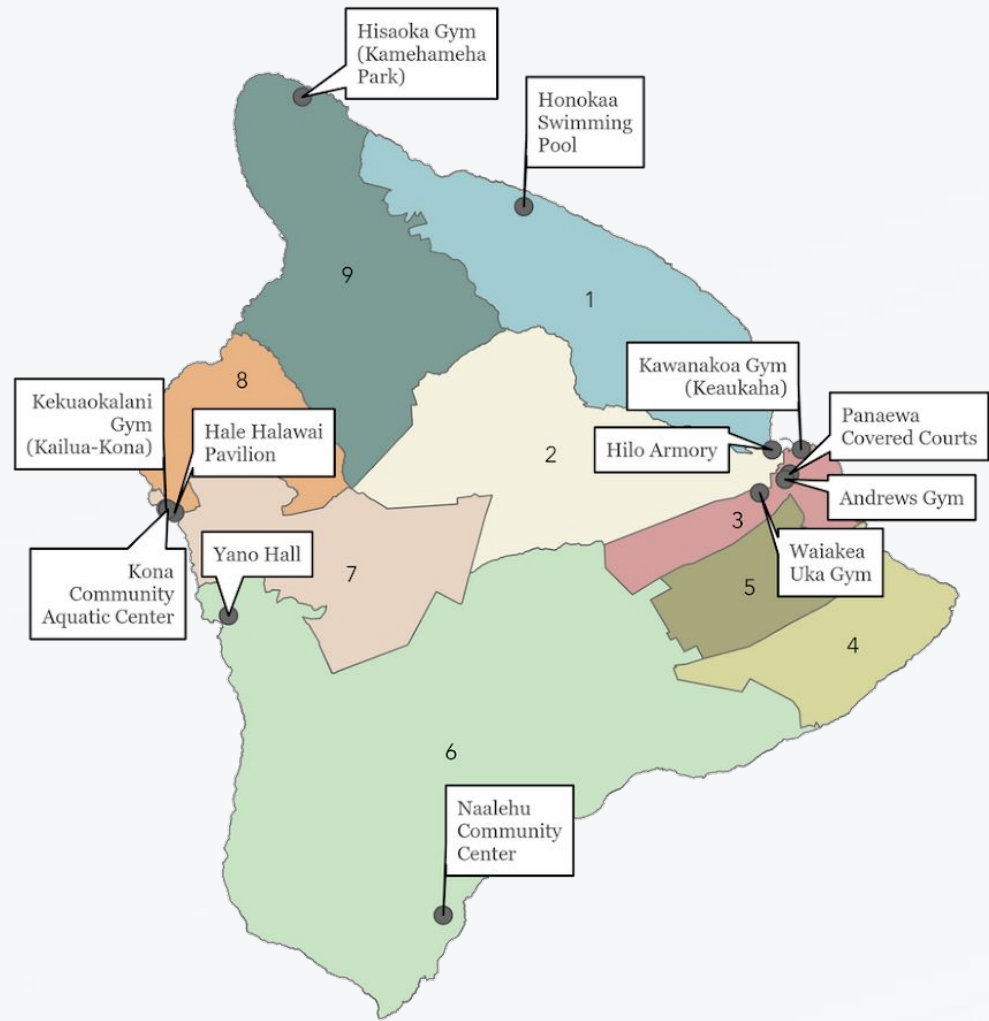 Hisaoka Gym
(Kamehameha
Park)
Honokaa
Swimming
Pool
9
1
Kawanakoa Gym
(Keaukaha)
8
Kekuaokalani
Gym
(Kailua-Kona)
Hale Halawai
Pavilion
Panaewa
Covered Courts
Hilo Armory
2
Andrews Gym
3
Waiakea
Uka Gym
Yano Hall
Kona
Community
Aquatic Center
7
5
4
6
Naalehu
Community
Center